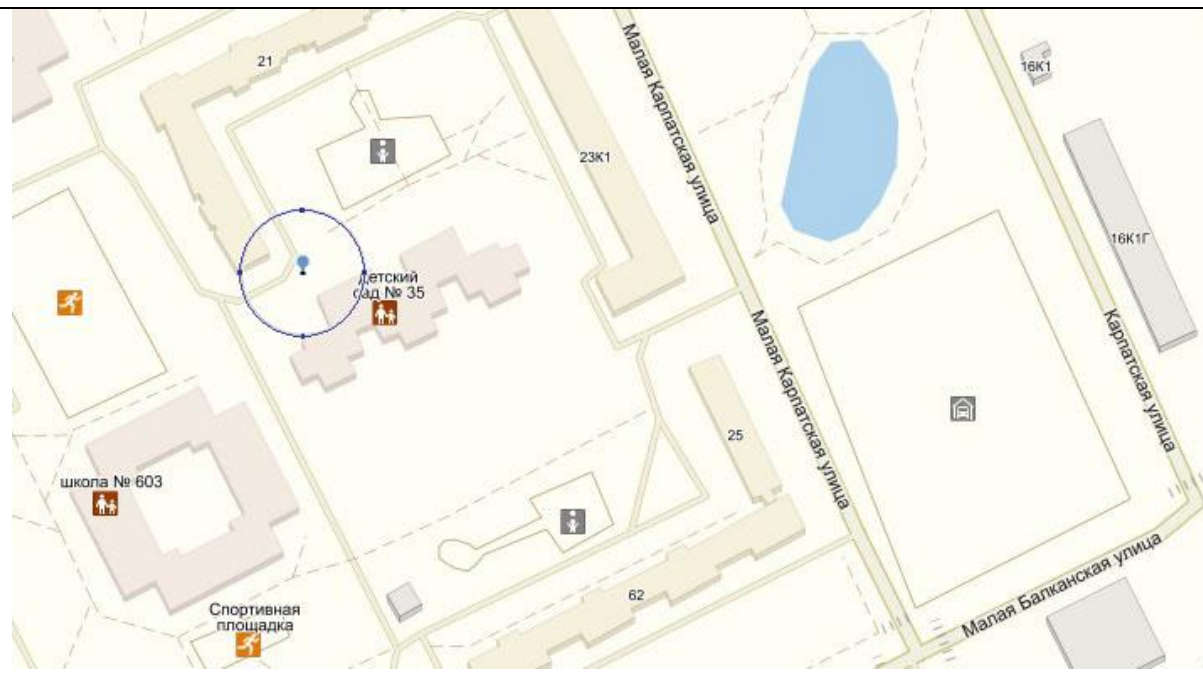 21
Малая Карпатская улица
16К1
23К1
16К1Г
етский
сад № 35
Малая Карпатская улица
Карпатская улица
25
школа № 603
Малая Балканская улица
62
Спортивная
площадка